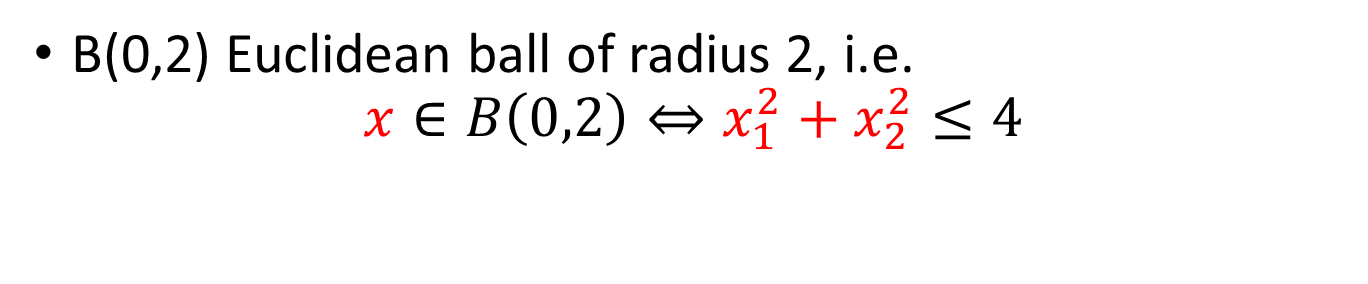 • B(0,2) Euclidean ball of radius 2, i.e.
x ∈ B(0,2) ⇔ x₁² + x₂² ≤ 4